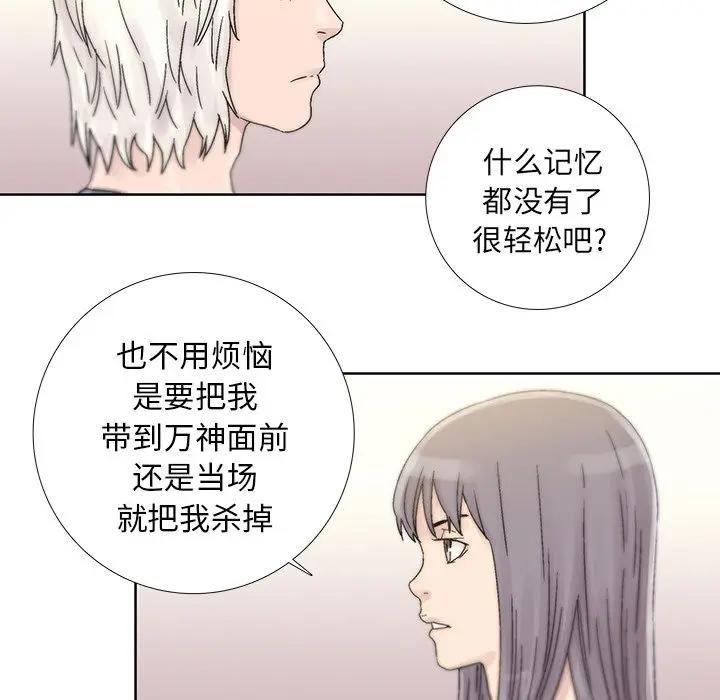 什么记忆
都没有了
很轻松吧?
也不用烦恼
是要把我
带到万神面前
还是当场
就把我杀掉